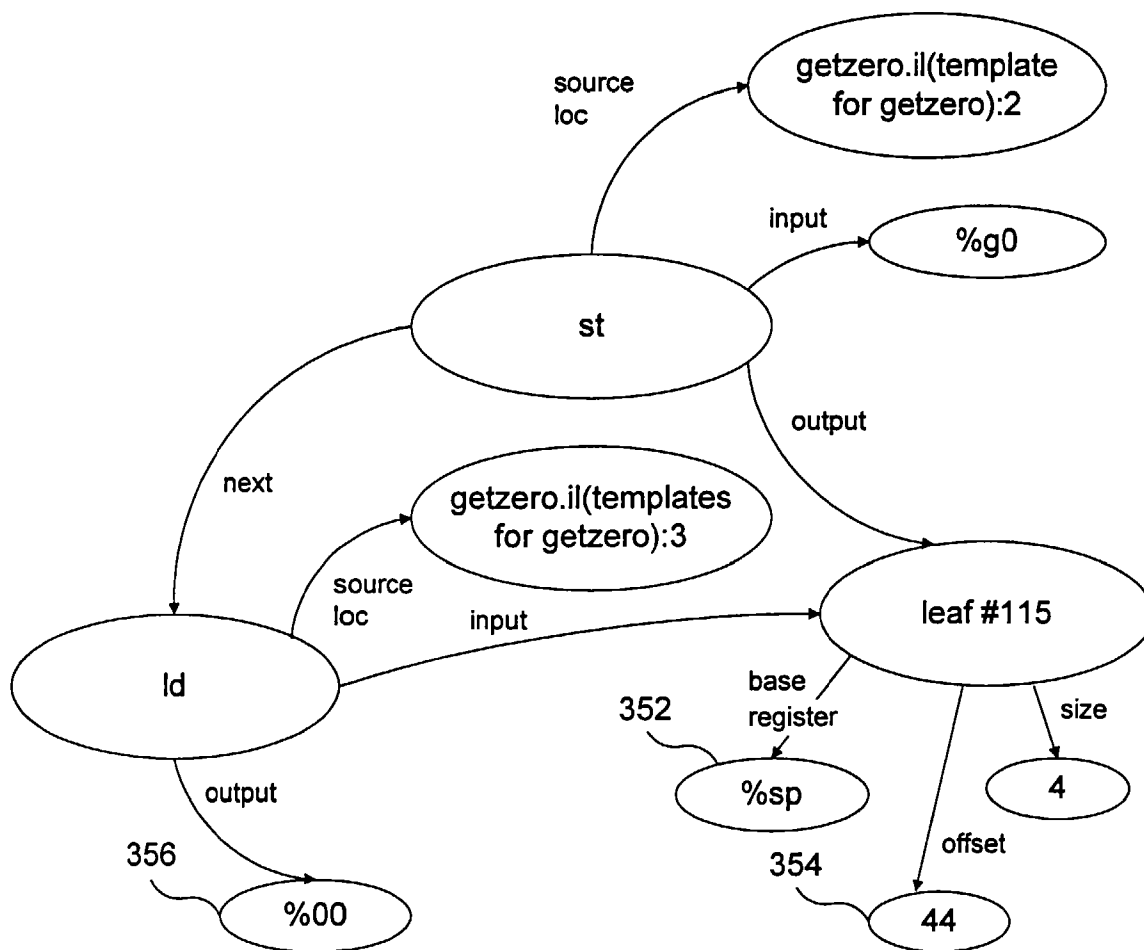 getzero.il(template
for getzero):2
source
loc
input
%g0
st
output
next
getzero.il(templates
for getzero):3
source
loc
input
leaf #115
ld
base
register
size
352
%sp
4
output
offset
356
354
%00
44